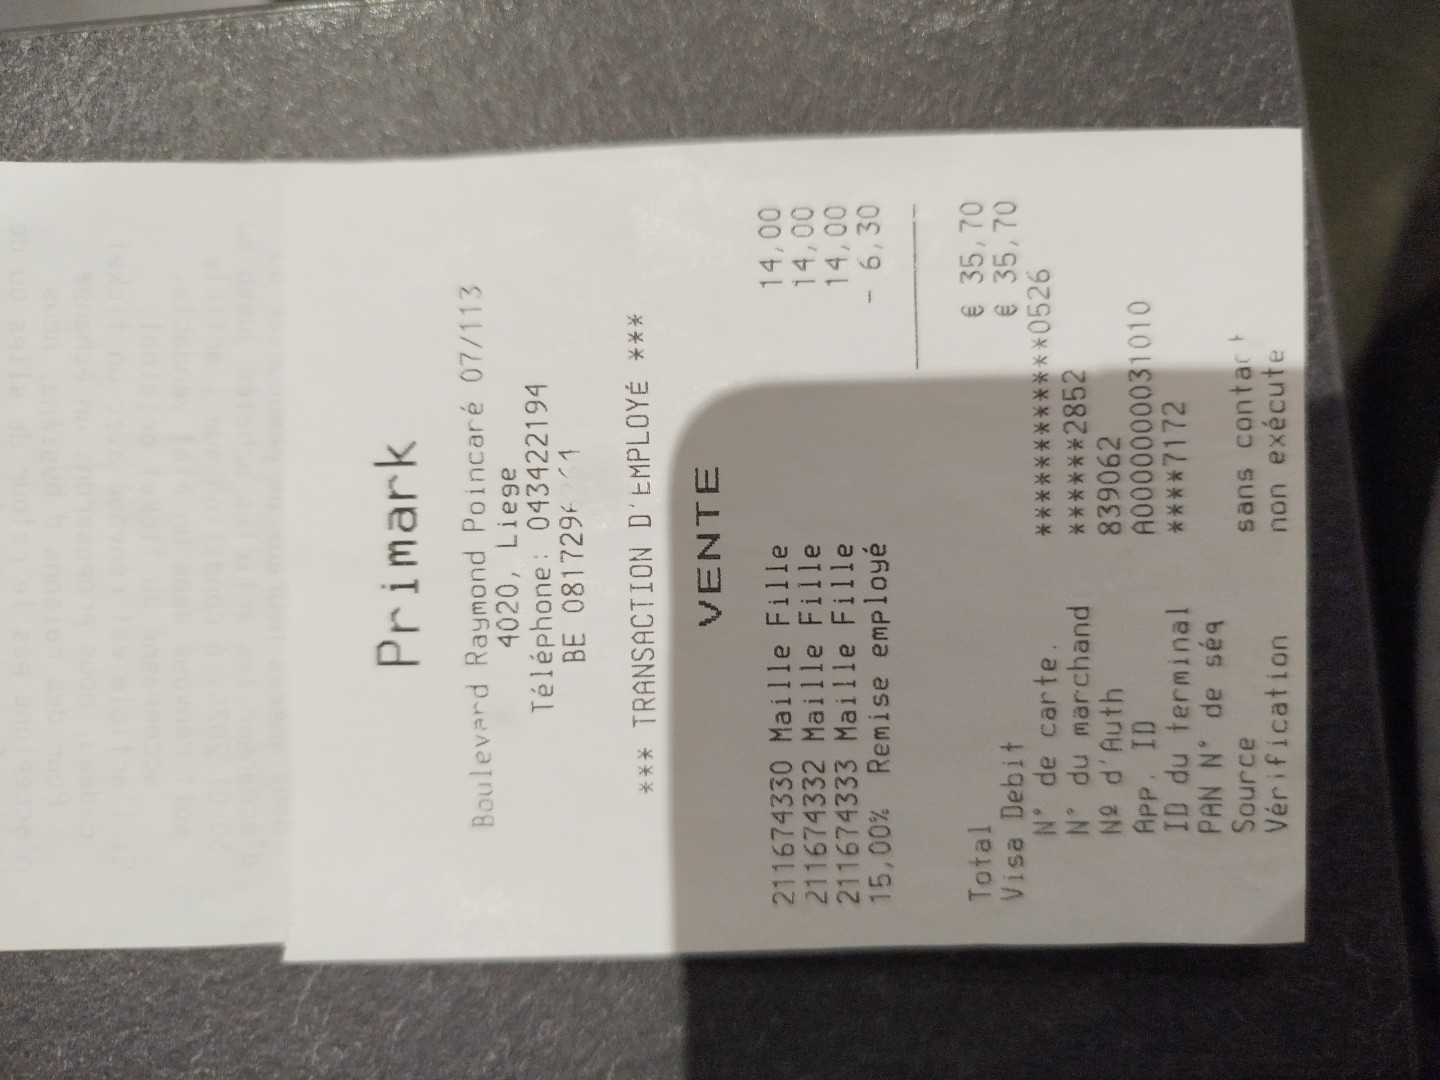 Primark
Boulevard Raymond Poincaré 07/113
4020, Liege
Téléphone: 043422194
BE
*** TRANSACTION D'EMPLOYÉ ***
VENTE
211674330 Maille Fille 14,00
211674332 Maille Fille 14,00
211674333 Maille Fille 14,00
15,00% Remise employé - 6,30
Total € 35,70
Visa Debit € 35,70
N° de carte. ************0526
N° du marchand ******2852
Nº d'Auth 839062
App. ID A0000000031010
ID du terminal ****7172
PAN N° de séq
Source sans
Vérification non exécute